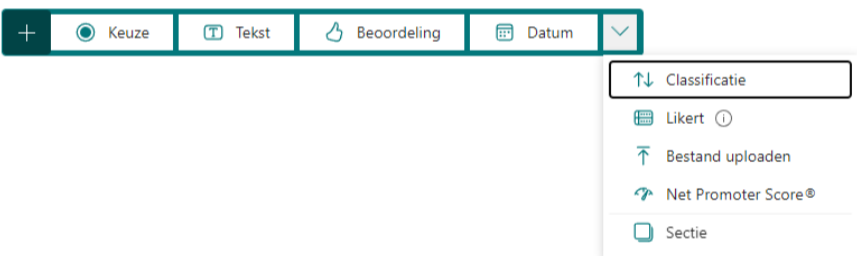 Keuze Tekst Beoordeling Datum
Classificatie
Likert
Bestand uploaden
Net Promoter Score®
Sectie